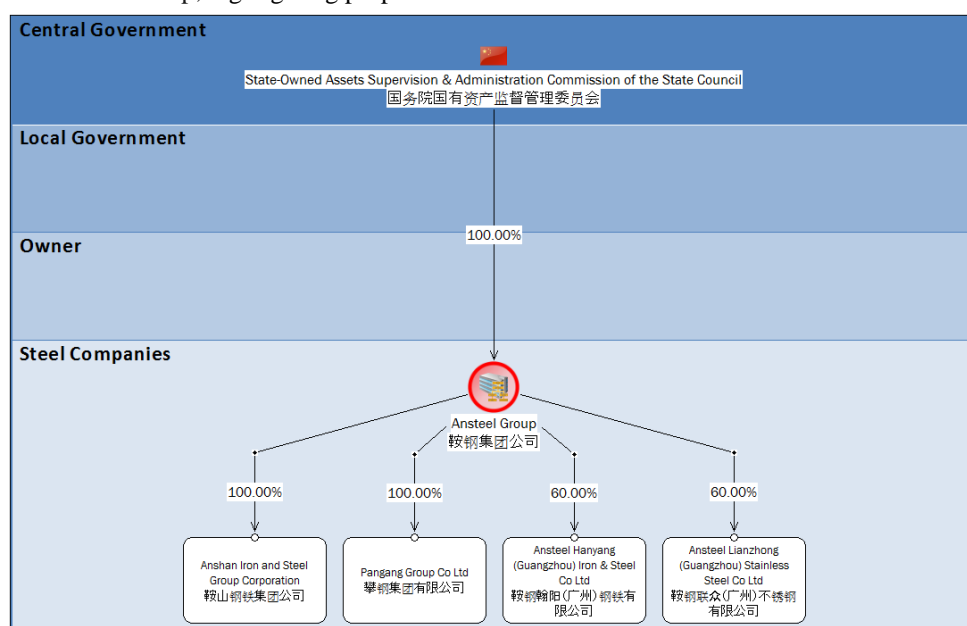 Central Government
State-Owned Assets Supervision & Administration Commission of the State Council
国务院国有资产监督管理委员会
Local Government
100.00%
Owner
Steel Companies
Ansteel Group
鞍钢集团公司
100.00%
100.00%
60.00%
60.00%
Anshan Iron and Steel
Group Corporation
鞍山钢铁集团公司
Pangang Group Co Ltd
攀钢集团有限公司
Ansteel Hanyang
(Guangzhou) Iron & Steel
Co Ltd
鞍钢翰阳(广州)钢铁有
限公司
Ansteel Lianzhong
(Guangzhou) Stainless
Steel Co Ltd
鞍钢联众(广州)不锈钢
有限公司